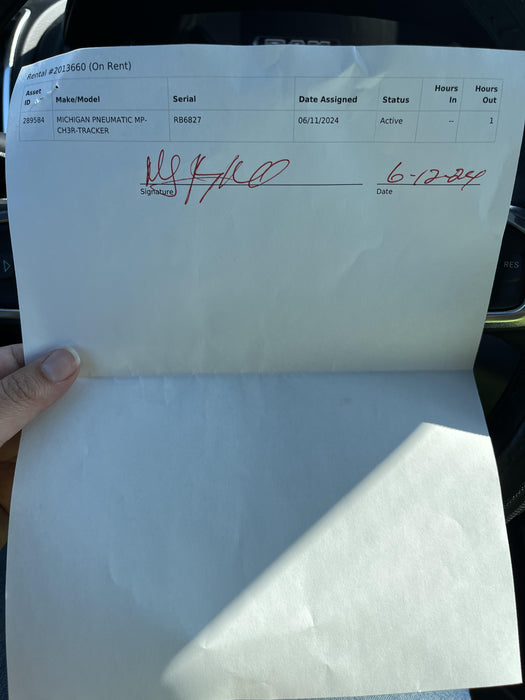 Rental #2013660 (On Rent)
Asset ID Make/Model Serial Date Assigned Status Hours In Hours Out
289584 MICHIGAN PNEUMATIC MP- RB6827 06/11/2024 Active -- 1
CH3R-TRACKER
6-12-24
Signature Date
RES